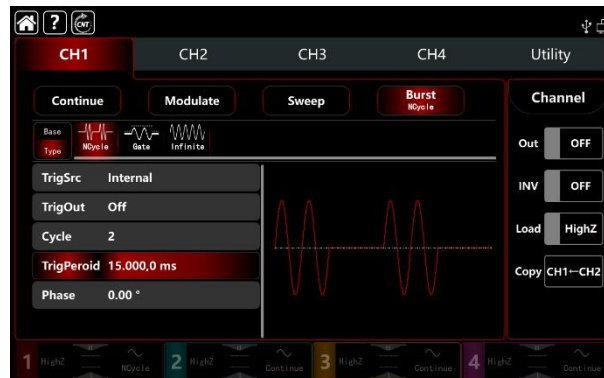 ? CNT
CH1 CH2 CH3 CH4 Utility
Continue Modulate Sweep Burst
NCycle
Channel
Base
Type
NCycle Gate Infinite
Out OFF
TrigSrc Internal
INV OFF
TrigOut Off
Cycle 2
Load HighZ
TrigPeroid 15.000,0 ms
Copy CH1←CH2
Phase 0.00 °
1 HighZ NCycle 2 HighZ Continue 3 HighZ Continue 4 HighZ Continue